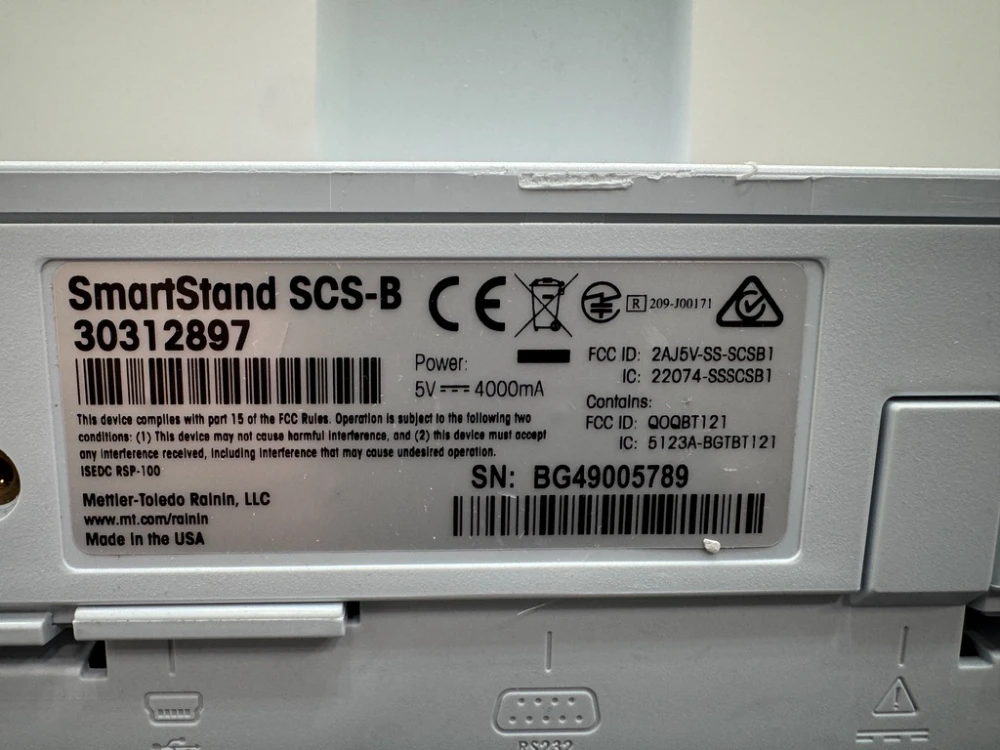 SmartStand SCS-B
30312897
CE
R 209-J00171
Power:
5V 4000mA
FCC ID: 2AJ5V-SS-SCSB1
IC: 22074-SSSCSB1
Contains:
FCC ID: QOQBT121
IC: 5123A-BGTBT121
This device complies with part 15 of the FCC Rules. Operation is subject to the following two
conditions: (1) This device may not cause harmful interference, and (2) this device must accept
any interference received, including interference that may cause undesired operation.
ISEDC RSP-100
SN: BG49005789
Mettler-Toledo Rainin, LLC
www.mt.com/rainin
Made in the USA
RS232